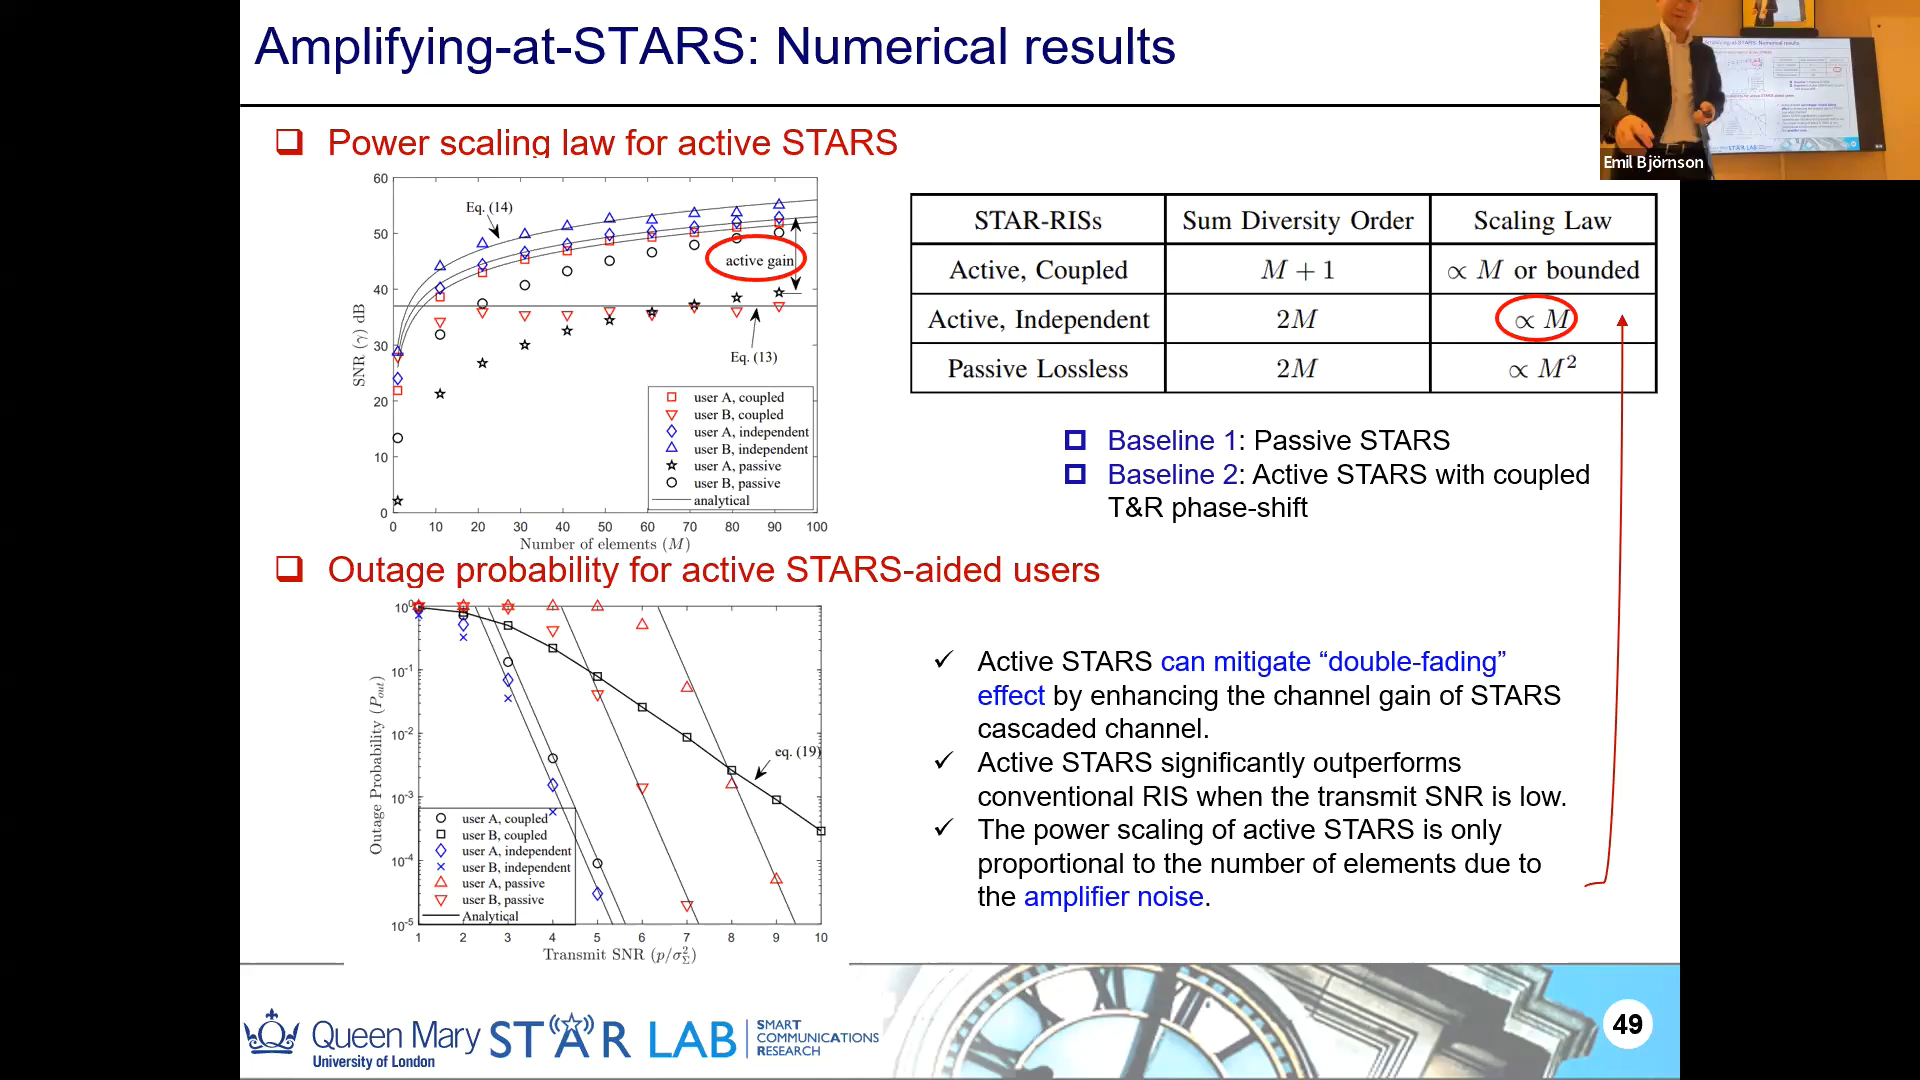 Amplifying-at-STARS: Numerical results
Emil Björnson
Power scaling law for active STARS
60
50
40
30
20
10
0
SNR (γ) dB
Eq. (14)
active gain
Eq. (13)
user A, coupled
user B, coupled
user A, independent
user B, independent
user A, passive
user B, passive
analytical
0 10 20 30 40 50 60 70 80 90 100
Number of elements (M)
STAR-RISs Sum Diversity Order Scaling Law
Active, Coupled M + 1 ∝ M or bounded
Active, Independent 2M ∝ M
Passive Lossless 2M ∝ M²
Baseline 1: Passive STARS
Baseline 2: Active STARS with coupled
T&R phase-shift
Outage probability for active STARS-aided users
10⁰
10⁻¹
10⁻²
10⁻³
10⁻⁴
10⁻⁵
Outage Probability (Pout)
eq. (19)
user A, coupled
user B, coupled
user A, independent
user B, independent
user A, passive
user B, passive
Analytical
1 2 3 4 5 6 7 8 9 10
Transmit SNR (p/σ²Σ)
Active STARS can mitigate “double-fading”
effect by enhancing the channel gain of STARS
cascaded channel.
Active STARS significantly outperforms
conventional RIS when the transmit SNR is low.
The power scaling of active STARS is only
proportional to the number of elements due to
the amplifier noise.
Queen Mary
University of London
STAR LAB
SMART
COMMUNICATIONS
RESEARCH
49